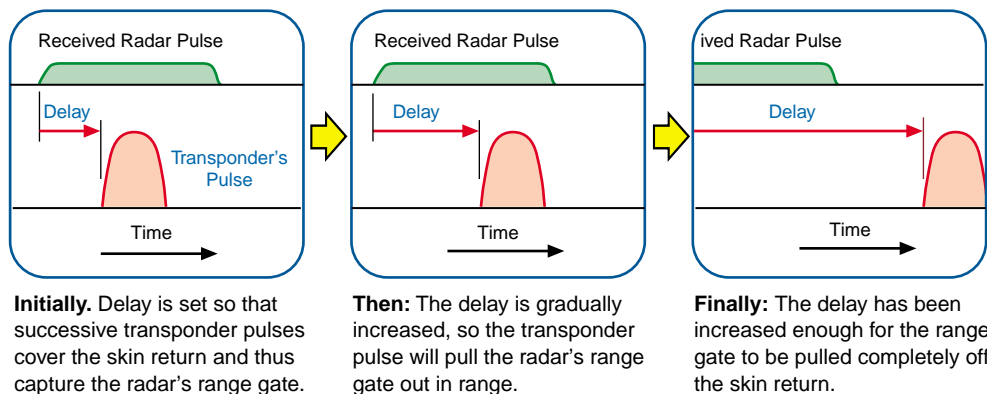 Received Radar Pulse
Delay
Transponder's
Pulse
Time
Initially. Delay is set so that
successive transponder pulses
cover the skin return and thus
capture the radar's range gate.
Received Radar Pulse
Delay
Time
Then: The delay is gradually
increased, so the transponder
pulse will pull the radar's range
gate out in range.
ived Radar Pulse
Delay
Time
Finally: The delay has been
increased enough for the range
gate to be pulled completely off
the skin return.